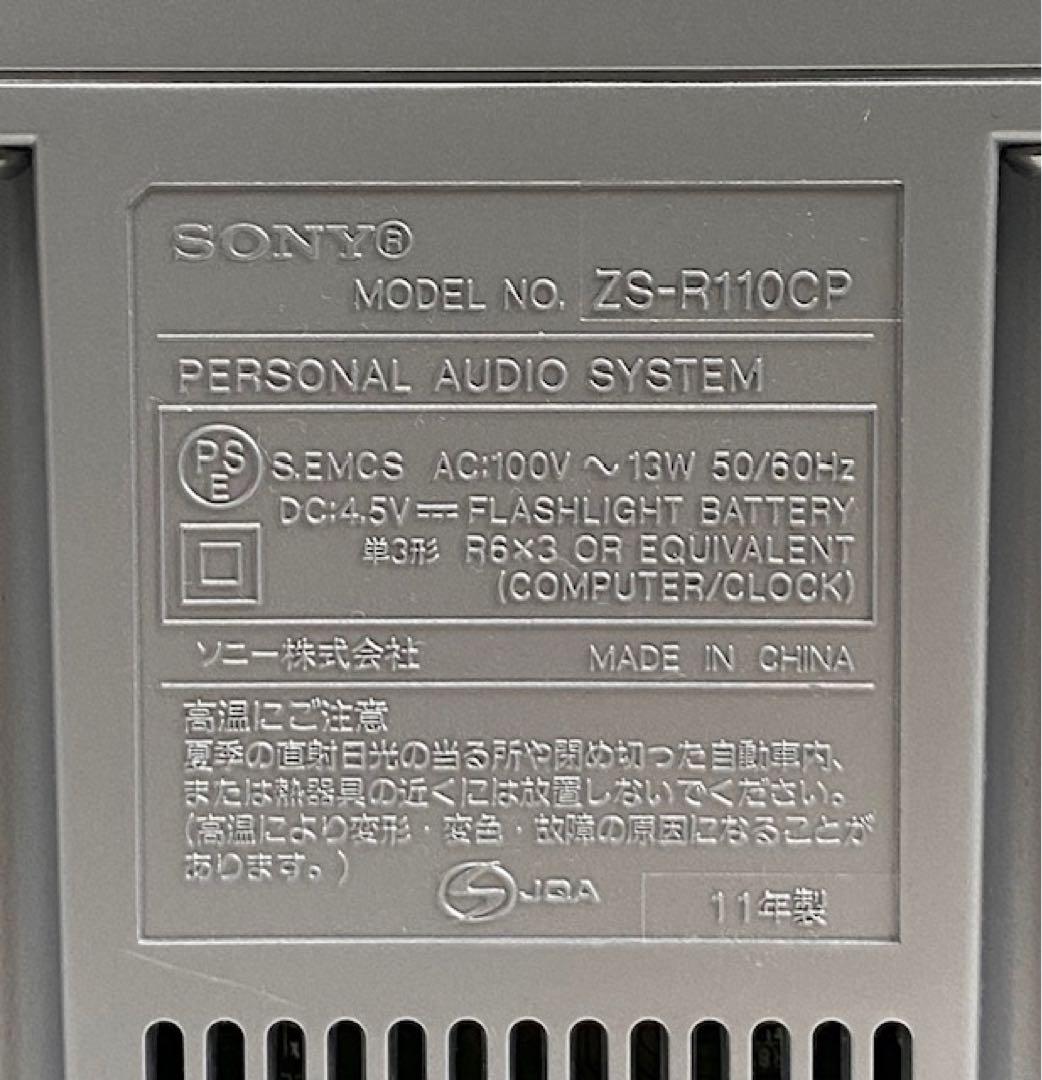 SONY®
MODEL NO. ZS-R110CP
PERSONAL AUDIO SYSTEM
PSE S.EMCS AC:100V ～ 13W 50/60Hz
DC:4.5V⎓FLASHLIGHT BATTERY
単3形 R6×3 OR EQUIVALENT
(COMPUTER/CLOCK)
ソニー株式会社 MADE IN CHINA
高温にご注意
夏季の直射日光の当る所や閉め切った自動車内、
または熱器具の近くには放置しないでください。
(高温により変形・変色・故障の原因になることが
あります。)
S JQA 11年製